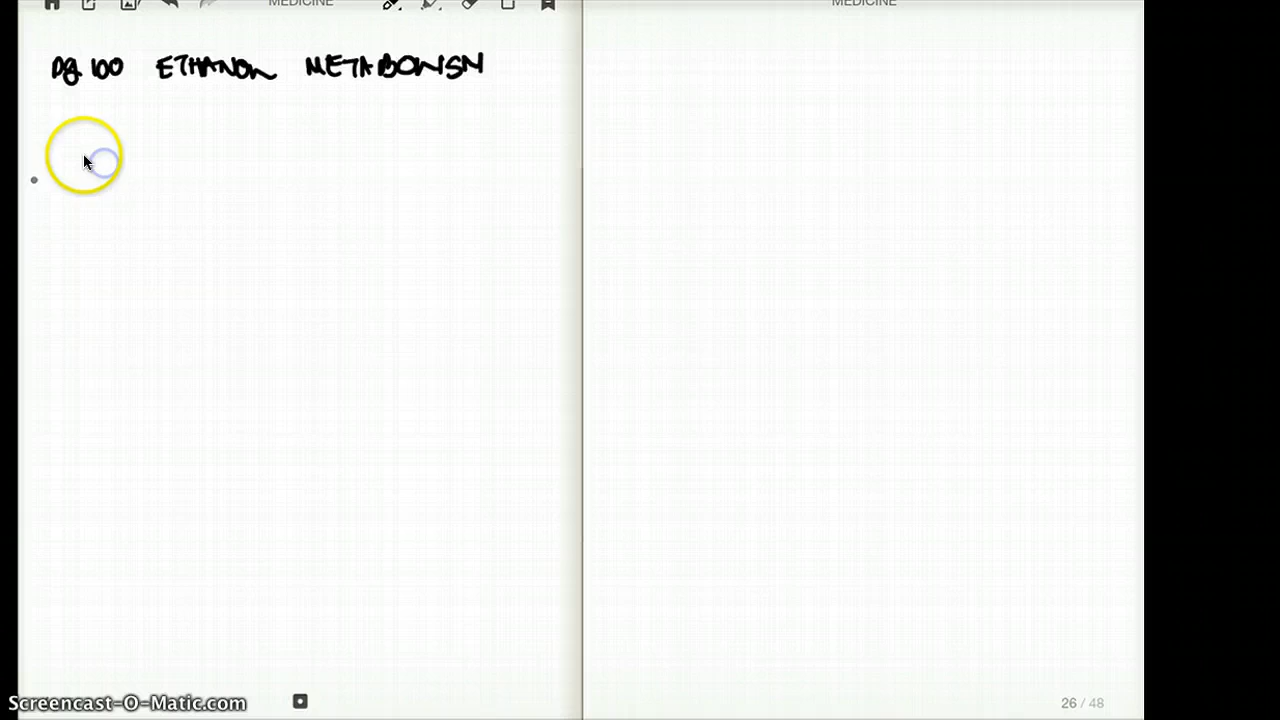 MEDICINE
MEDICINE
pg. 100 ETHANOL METABOLISM
Screencast-O-Matic.com
26 / 48